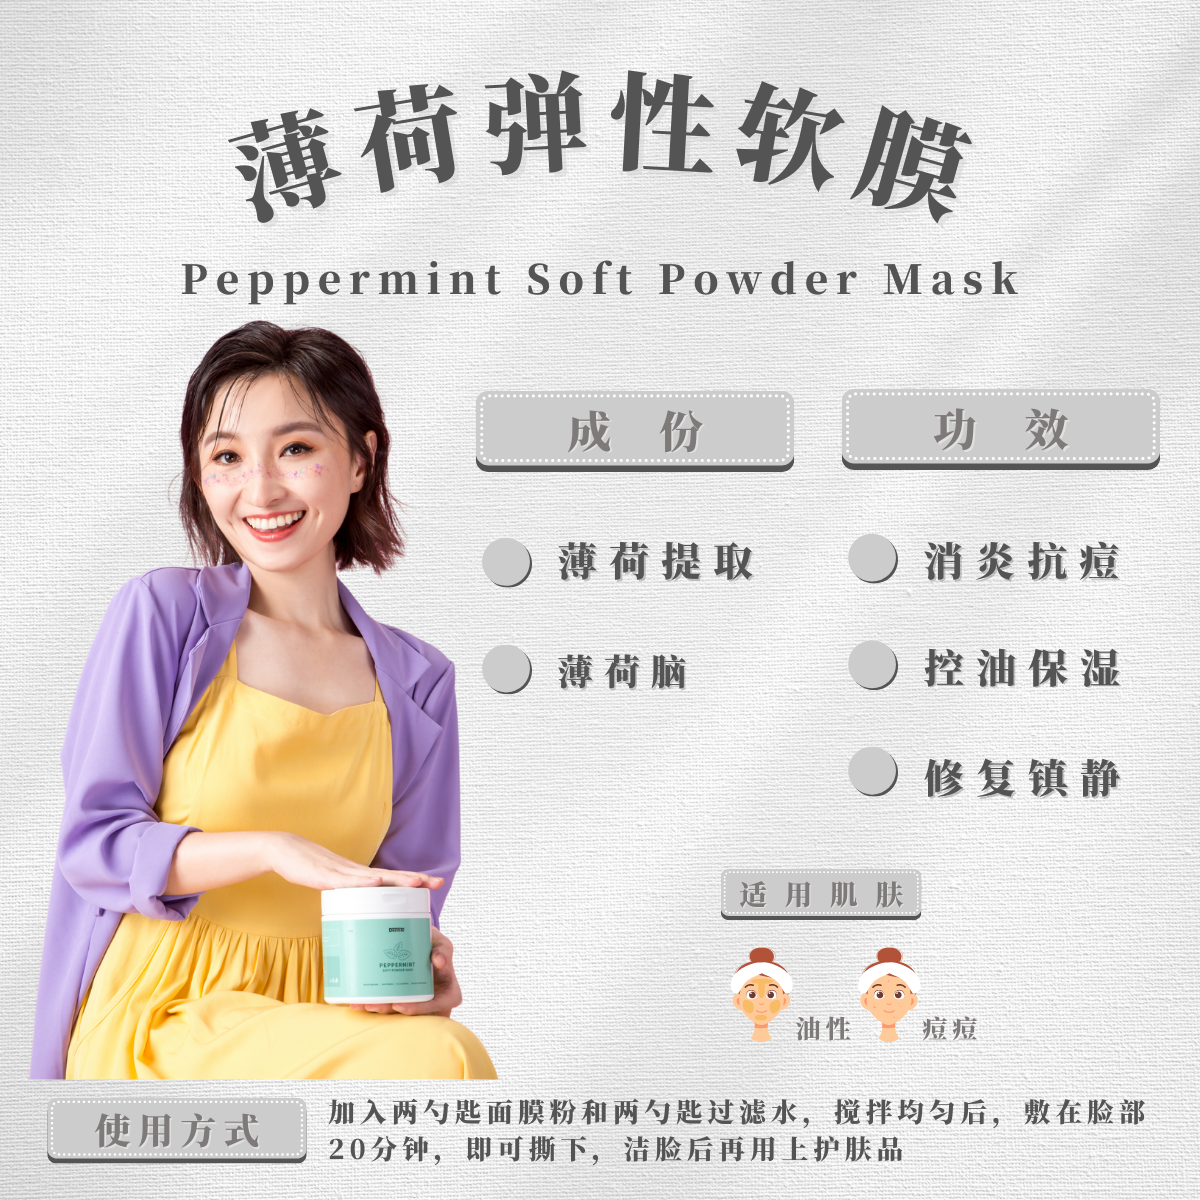 薄荷弹性软膜
Peppermint Soft Powder Mask
成 份
薄荷提取
薄荷脑
功 效
消炎抗痘
控油保湿
修复镇静
适用肌肤
油性
痘痘
PEPPERMINT
SOFT POWDER MASK
使用方式
加入两勺匙面膜粉和两勺匙过滤水，搅拌均匀后，敷在脸部
20分钟，即可撕下，洁脸后再用上护肤品